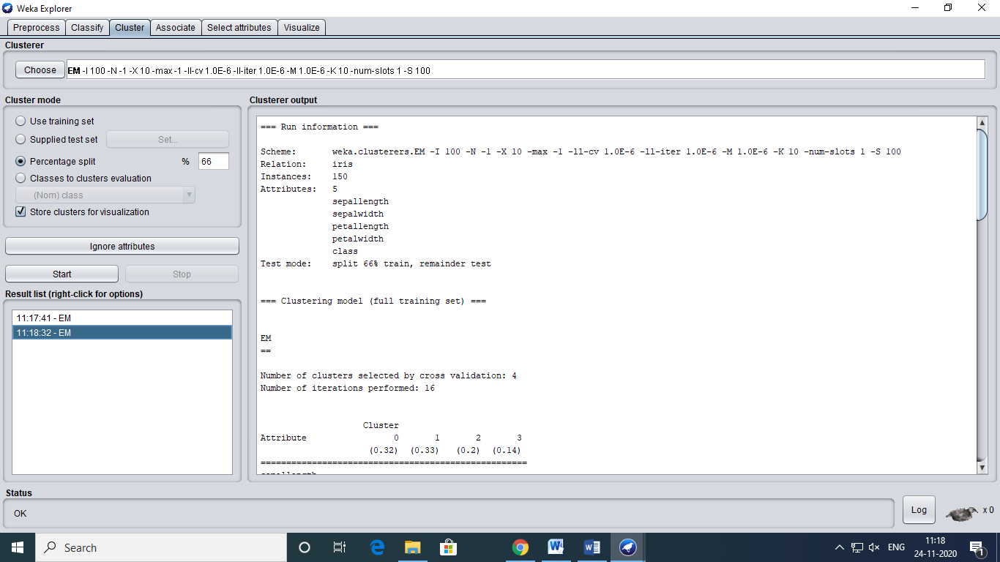 Weka Explorer
Preprocess Classify Cluster Associate Select attributes Visualize
Clusterer
Choose EM -I 100 -N -1 -X 10 -max -1 -ll-cv 1.0E-6 -ll-iter 1.0E-6 -M 1.0E-6 -K 10 -num-slots 1 -S 100
Cluster mode
Use training set
Supplied test set Set...
Percentage split % 66
Classes to clusters evaluation
(Nom) class
Store clusters for visualization
Ignore attributes
Start Stop
Result list (right-click for options)
11:17:41 - EM
11:18:32 - EM
Clusterer output
=== Run information ===
Scheme: weka.clusterers.EM -I 100 -N -1 -X 10 -max -1 -ll-cv 1.0E-6 -ll-iter 1.0E-6 -M 1.0E-6 -K 10 -num-slots 1 -S 100
Relation: iris
Instances: 150
Attributes: 5
sepallength
sepalwidth
petallength
petalwidth
class
Test mode: split 66% train, remainder test
=== Clustering model (full training set) ===
EM
==
Number of clusters selected by cross validation: 4
Number of iterations performed: 16
Cluster
Attribute 0 1 2 3
(0.32) (0.33) (0.2) (0.14)
====================================================
sepallength
Status
OK
Log x 0
Search
ENG
11:18
24-11-2020
1